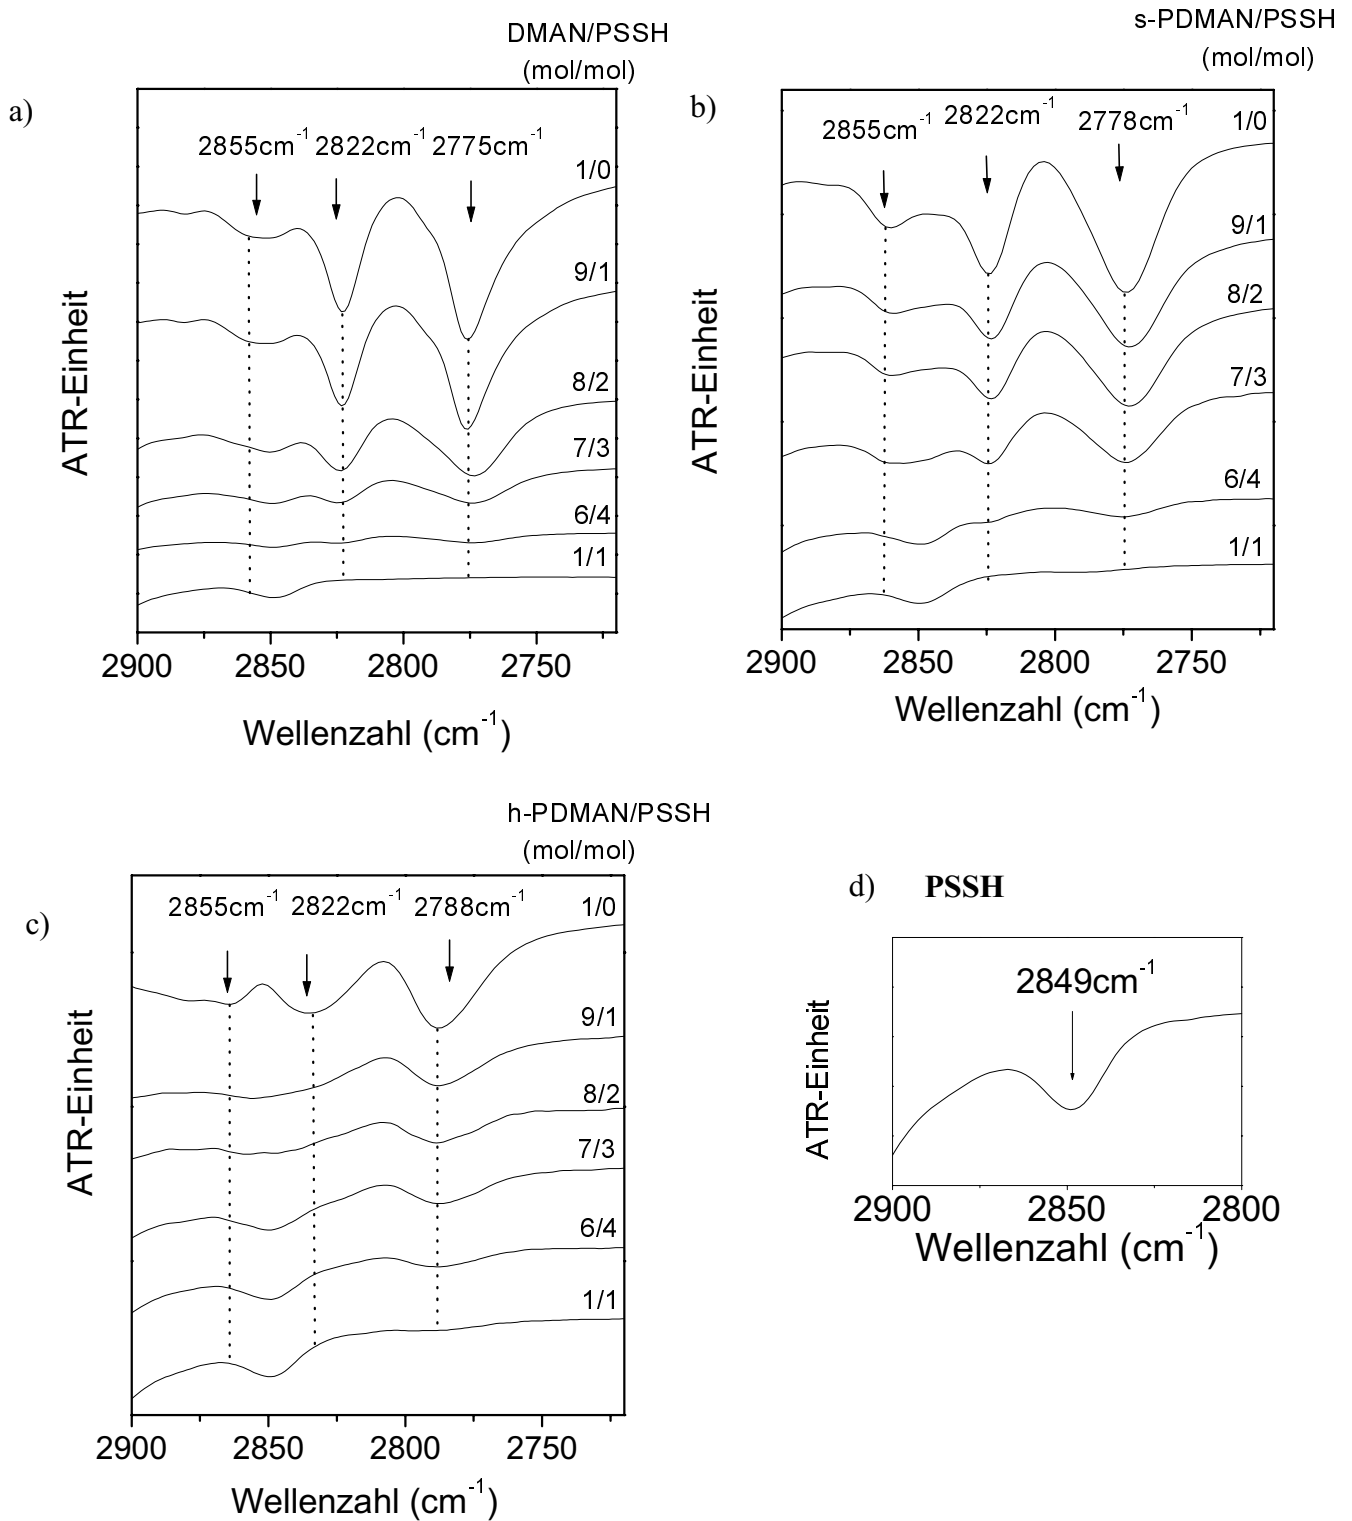 a)
DMAN/PSSH
(mol/mol)
2855cm-1 2822cm-1 2775cm-1
1/0
9/1
8/2
7/3
6/4
1/1
ATR-Einheit
2900 2850 2800 2750
Wellenzahl (cm-1)
b)
s-PDMAN/PSSH
(mol/mol)
2855cm-1 2822cm-1 2778cm-1 1/0
9/1
8/2
7/3
6/4
1/1
ATR-Einheit
2900 2850 2800 2750
Wellenzahl (cm-1)
c)
h-PDMAN/PSSH
(mol/mol)
2855cm-1 2822cm-1 2788cm-1 1/0
9/1
8/2
7/3
6/4
1/1
ATR-Einheit
2900 2850 2800 2750
Wellenzahl (cm-1)
d) PSSH
2849cm-1
ATR-Einheit
2900 2850 2800
Wellenzahl (cm-1)